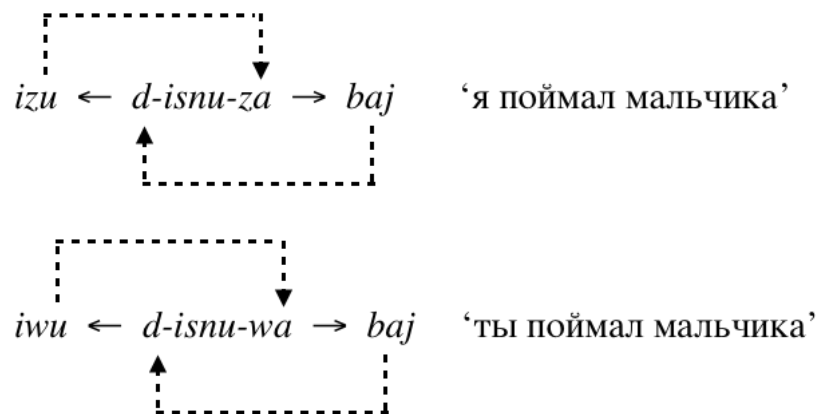 izu ← d-isnu-za → baj ‘я поймал мальчика’
iwu ← d-isnu-wa → baj ‘ты поймал мальчика’